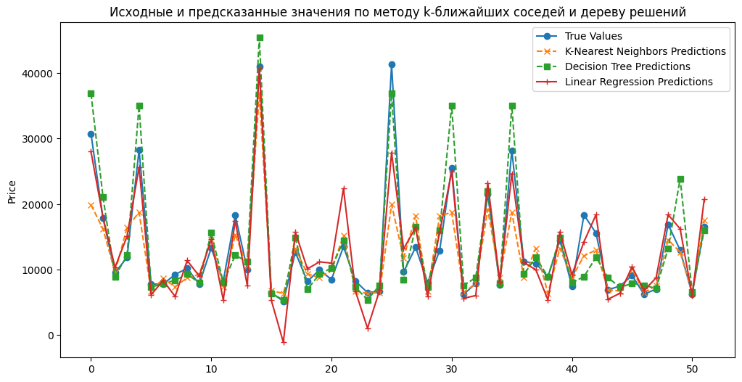 Исходные и предсказанные значения по методу k-ближайших соседей и дереву решений
True Values
K-Nearest Neighbors Predictions
Decision Tree Predictions
Linear Regression Predictions
40000
30000
20000
10000
0
Price
0 10 20 30 40 50